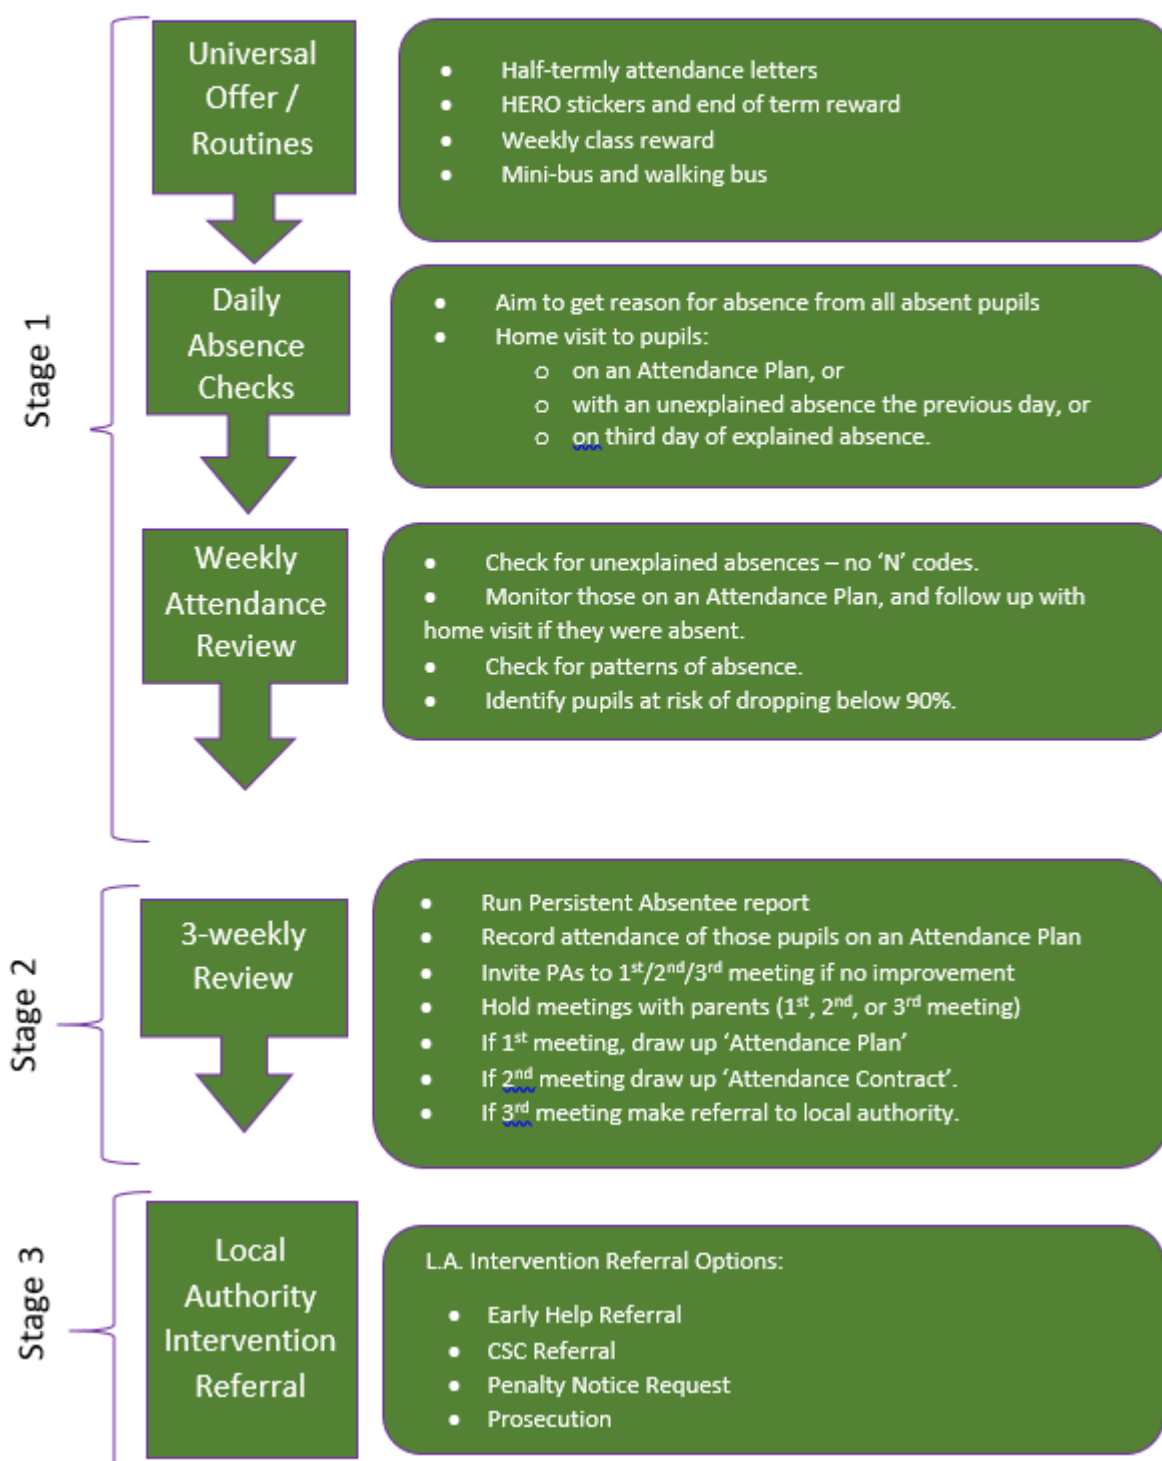 Stage 1
Universal
Offer /
Routines
● Half-termly attendance letters
● HERO stickers and end of term reward
● Weekly class reward
● Mini-bus and walking bus
Daily
Absence
Checks
● Aim to get reason for absence from all absent pupils
● Home visit to pupils:
o on an Attendance Plan, or
o with an unexplained absence the previous day, or
o on third day of explained absence.
Weekly
Attendance
Review
● Check for unexplained absences – no ‘N’ codes.
● Monitor those on an Attendance Plan, and follow up with
home visit if they were absent.
● Check for patterns of absence.
● Identify pupils at risk of dropping below 90%.
Stage 2
3-weekly
Review
● Run Persistent Absentee report
● Record attendance of those pupils on an Attendance Plan
● Invite PAs to 1st/2nd/3rd meeting if no improvement
● Hold meetings with parents (1st, 2nd, or 3rd meeting)
● If 1st meeting, draw up ‘Attendance Plan’
● If 2nd meeting draw up ‘Attendance Contract’.
● If 3rd meeting make referral to local authority.
Stage 3
Local
Authority
Intervention
Referral
L.A. Intervention Referral Options:
● Early Help Referral
● CSC Referral
● Penalty Notice Request
● Prosecution